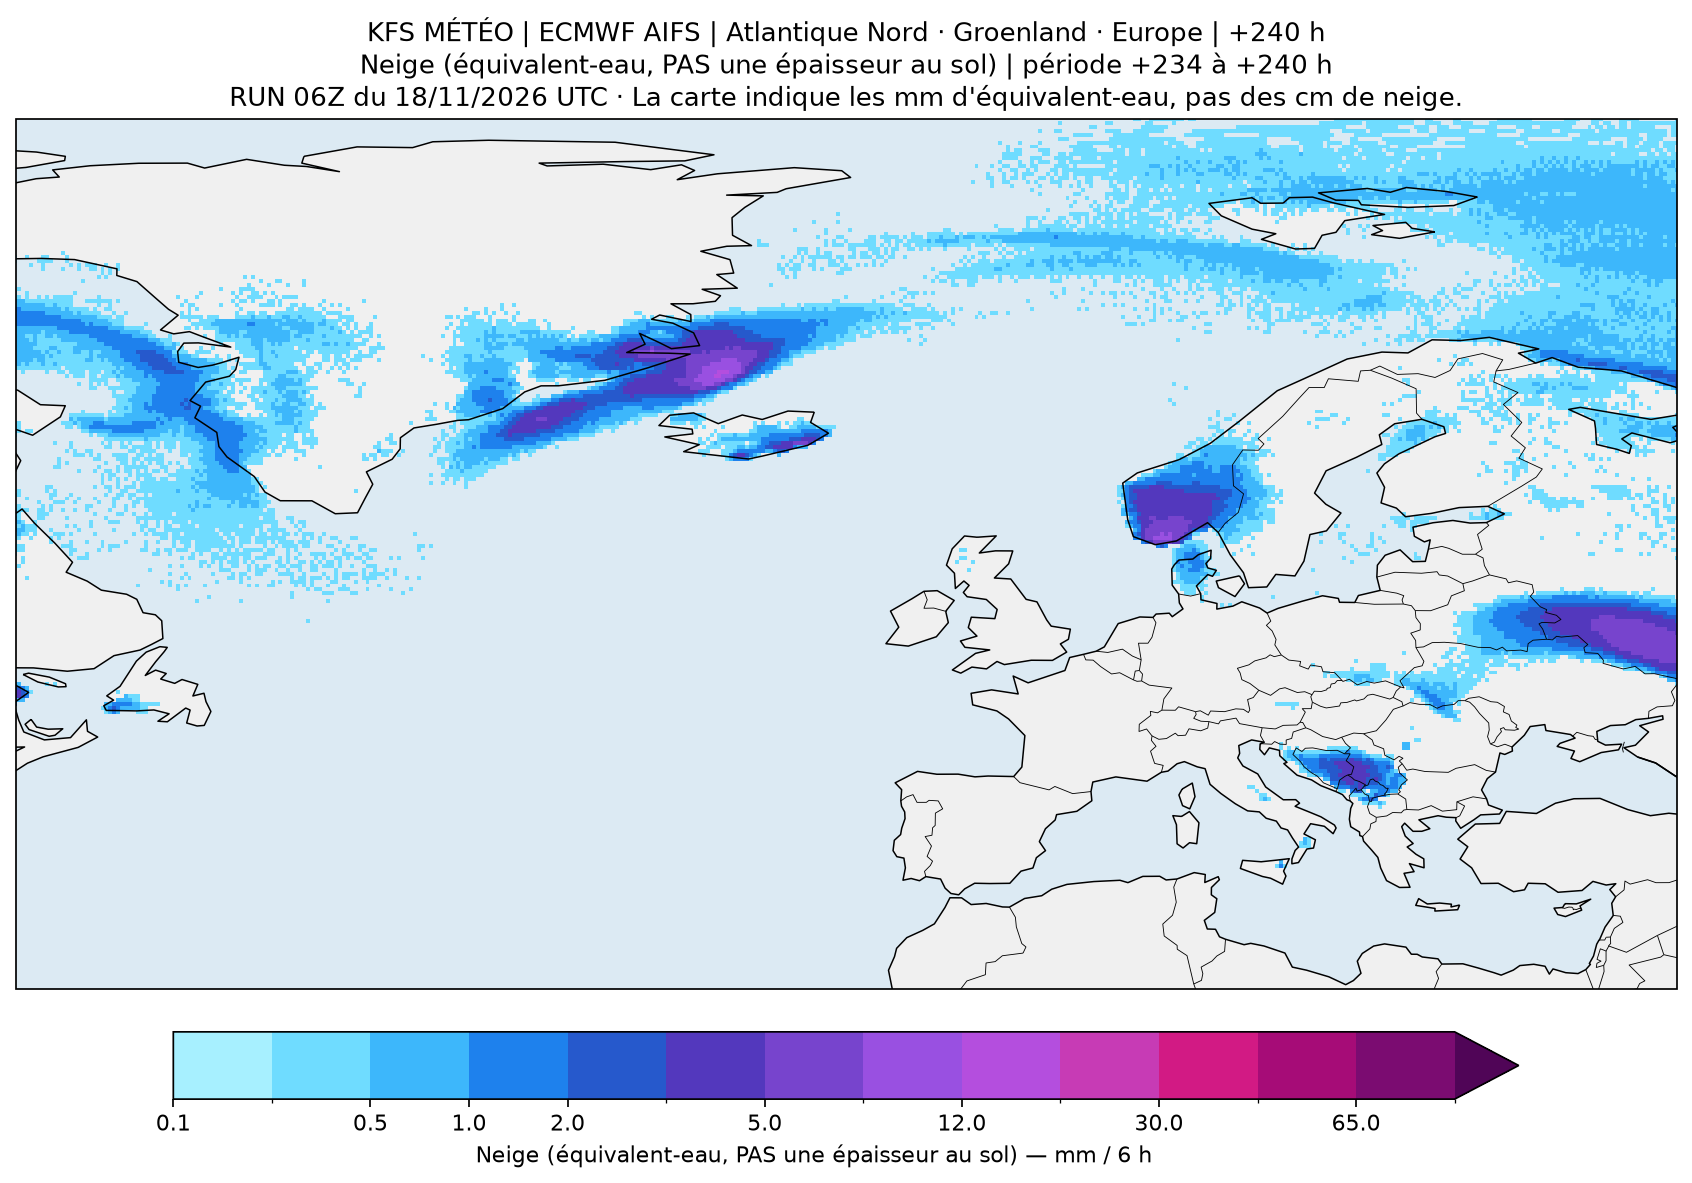 KFS MÉTÉO | ECMWF AIFS | Atlantique Nord · Groenland · Europe | +240 h
Neige (équivalent-eau, PAS une épaisseur au sol) | période +234 à +240 h
RUN 06Z du 18/11/2026 UTC · La carte indique les mm d'équivalent-eau, pas des cm de neige.
0.1 0.5 1.0 2.0 5.0 12.0 30.0 65.0
Neige (équivalent-eau, PAS une épaisseur au sol) — mm / 6 h